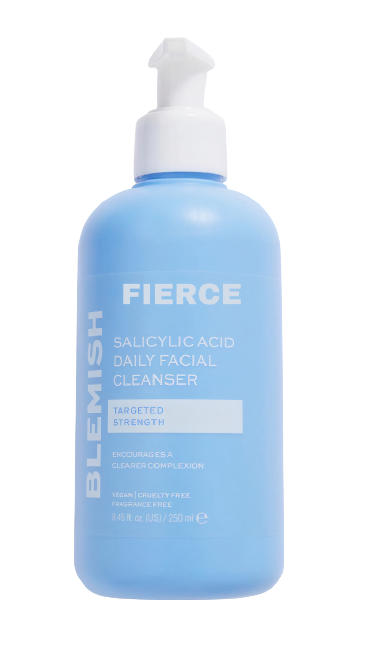 FIERCE
BLEMISH
SALICYLIC ACID
DAILY FACIAL
CLEANSER
TARGETED
STRENGTH
ENCOURAGES A
CLEARER COMPLEXION
VEGAN | CRUELTY FREE
FRAGRANCE FREE
8.45 fl. oz. (US) / 250 ml ℮